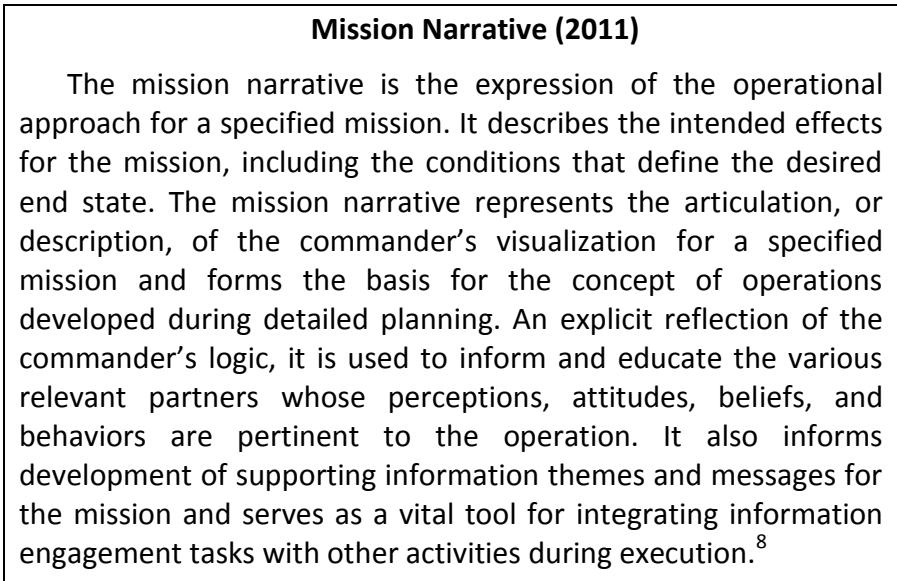 Mission Narrative (2011)
The mission narrative is the expression of the operational
approach for a specified mission. It describes the intended effects
for the mission, including the conditions that define the desired
end state. The mission narrative represents the articulation, or
description, of the commander’s visualization for a specified
mission and forms the basis for the concept of operations
developed during detailed planning. An explicit reflection of the
commander’s logic, it is used to inform and educate the various
relevant partners whose perceptions, attitudes, beliefs, and
behaviors are pertinent to the operation. It also informs
development of supporting information themes and messages for
the mission and serves as a vital tool for integrating information
engagement tasks with other activities during execution.⁸